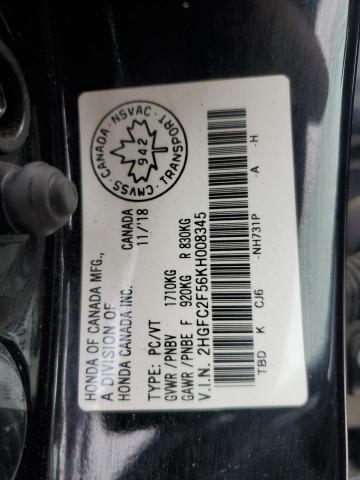 HONDA OF CANADA MFG.,
A DIVISION OF
HONDA CANADA INC.
CANADA
11/'18
CMVSS·CANADA·NSVAC·TRANSPORT
942
TYPE: PC/VT
GVWR/PNBV 1710KG
GAWR/PNBE F 920KG R 830KG
V.I.N. 2HGFC2F56KH008345
TBD K CJ6 -NH731P -A -H